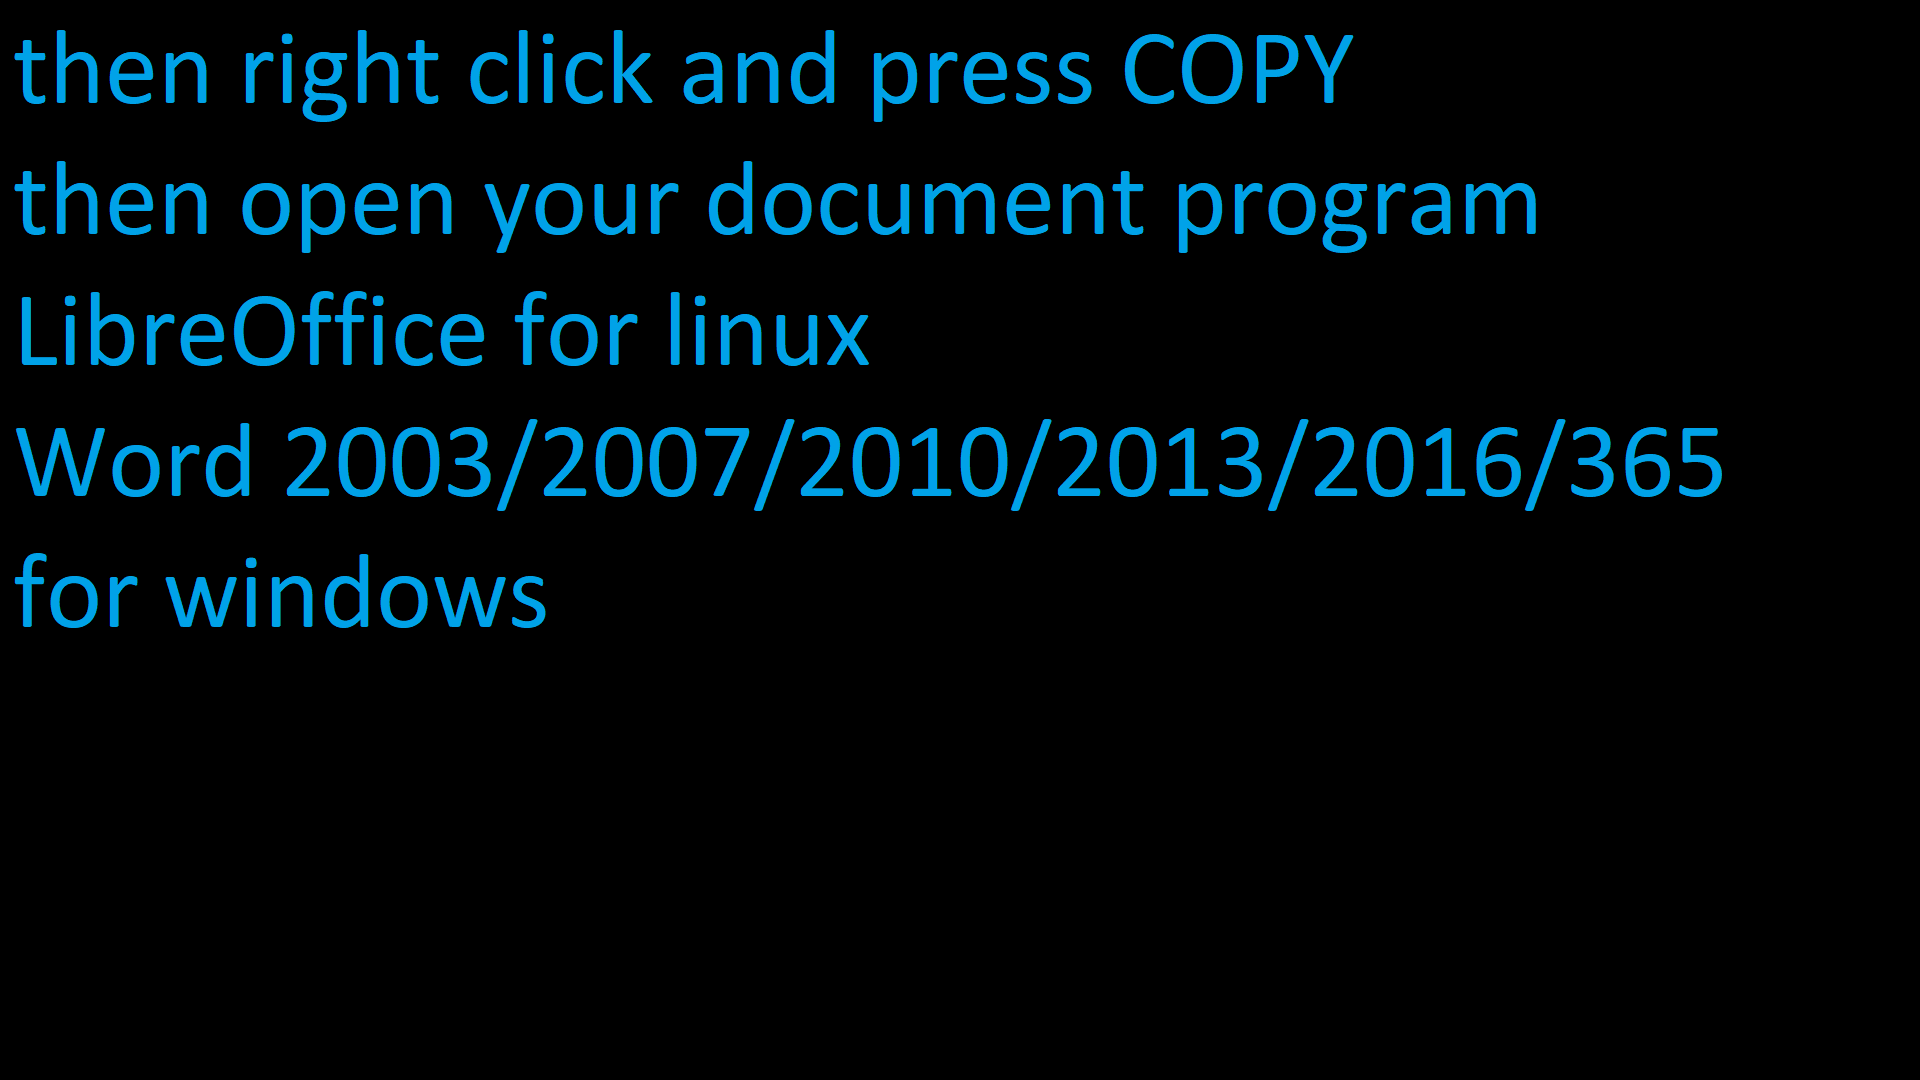 then right click and press COPY
then open your document program
LibreOffice for linux
Word 2003/2007/2010/2013/2016/365
for windows